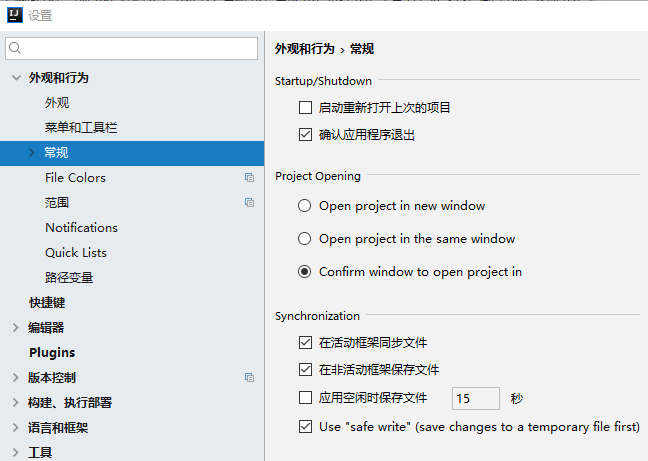 IJ 设置
外观和行为
外观
菜单和工具栏
常规
File Colors
范围
Notifications
Quick Lists
路径变量
快捷键
编辑器
Plugins
版本控制
构建、执行部署
语言和框架
工具
外观和行为 › 常规
Startup/Shutdown
启动重新打开上次的项目
确认应用程序退出
Project Opening
Open project in new window
Open project in the same window
Confirm window to open project in
Synchronization
在活动框架同步文件
在非活动框架保存文件
应用空闲时保存文件 15 秒
Use "safe write" (save changes to a temporary file first)